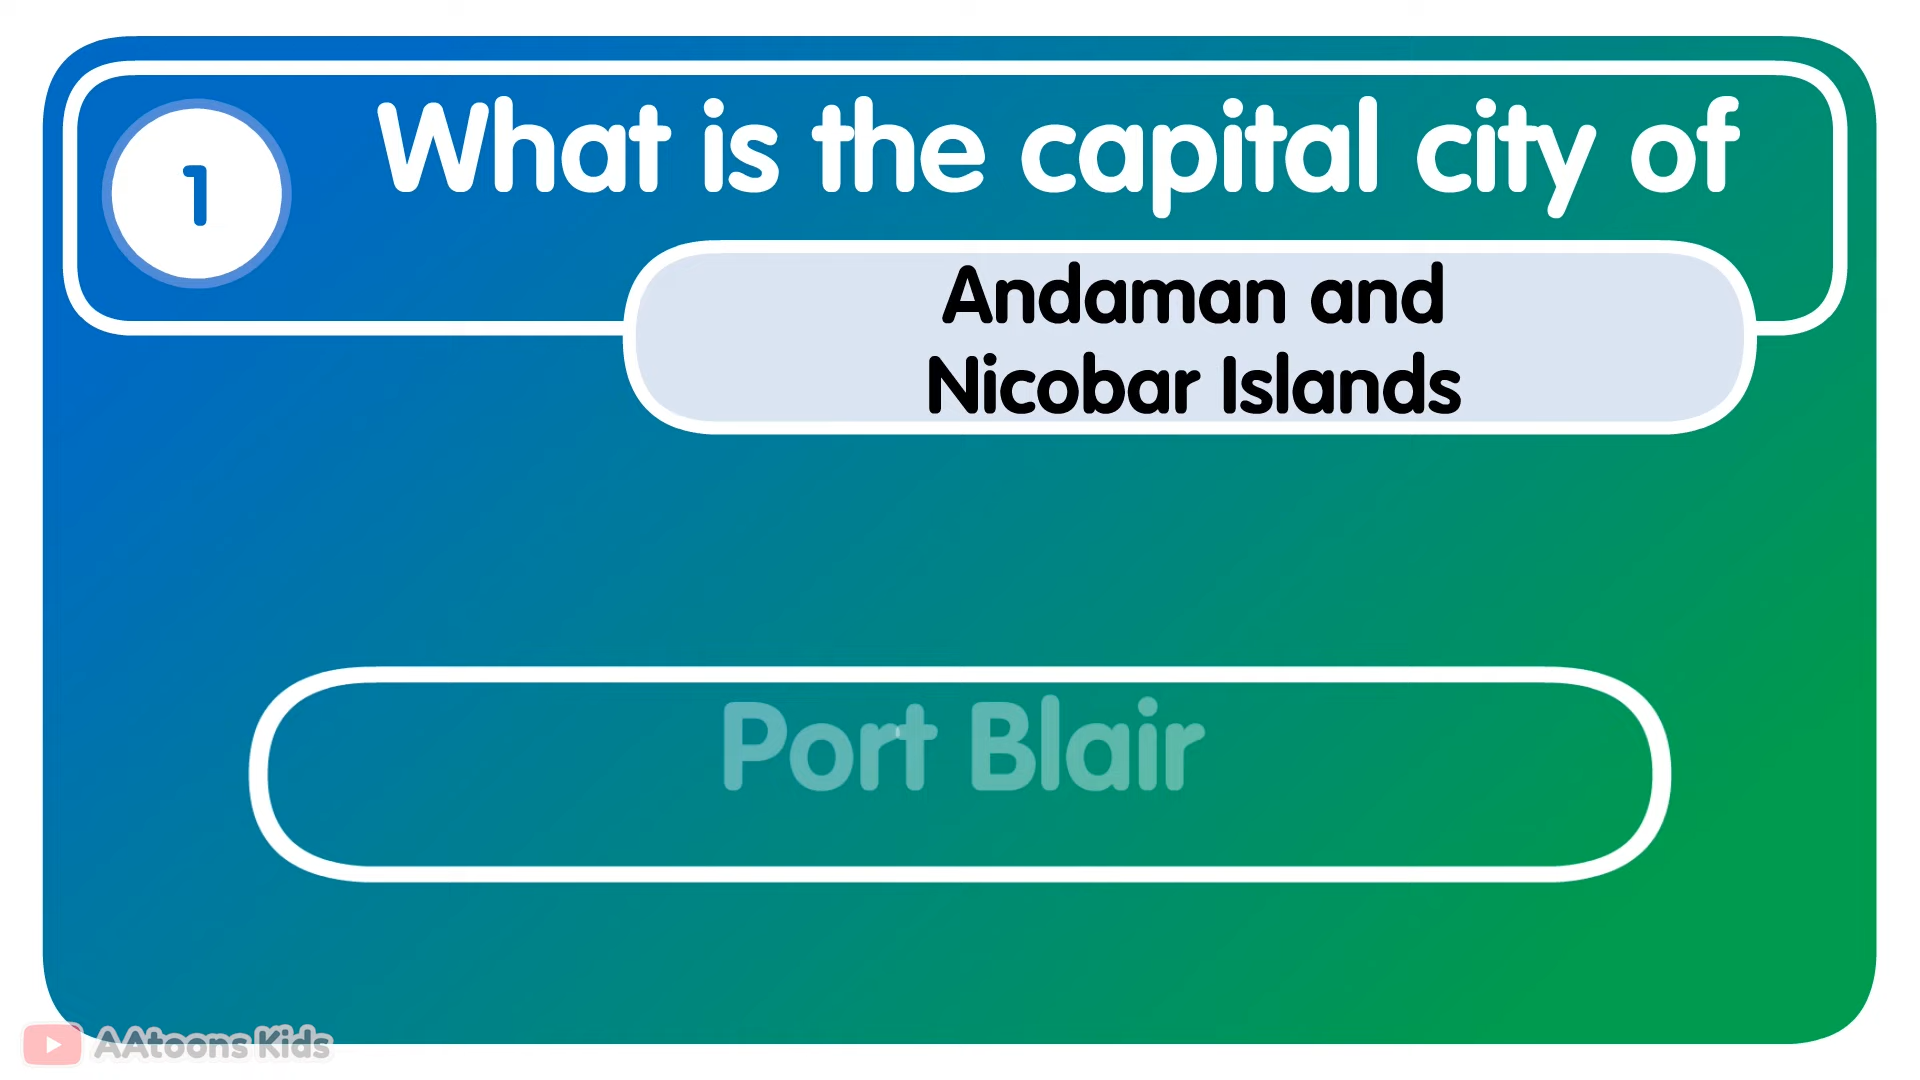 1
What is the capital city of
Andaman and
Nicobar Islands
Port Blair
AAtoons Kids